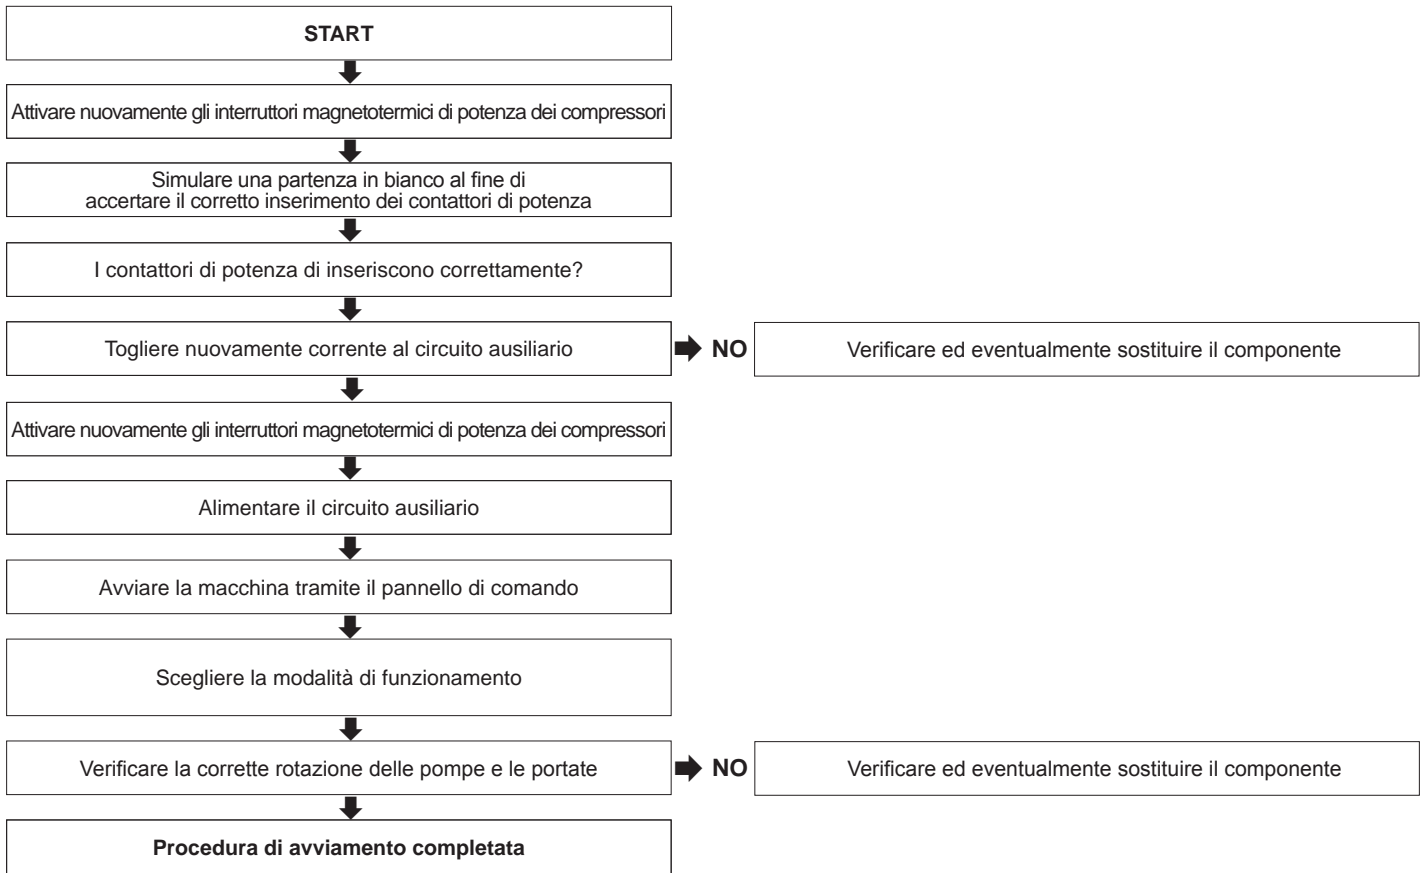 START
Attivare nuovamente gli interruttori magnetotermici di potenza dei compressori
Simulare una partenza in bianco al fine di
accertare il corretto inserimento dei contattori di potenza
I contattori di potenza di inseriscono correttamente?
Togliere nuovamente corrente al circuito ausiliario
NO
Verificare ed eventualmente sostituire il componente
Attivare nuovamente gli interruttori magnetotermici di potenza dei compressori
Alimentare il circuito ausiliario
Avviare la macchina tramite il pannello di comando
Scegliere la modalità di funzionamento
Verificare la corrette rotazione delle pompe e le portate
NO
Verificare ed eventualmente sostituire il componente
Procedura di avviamento completata